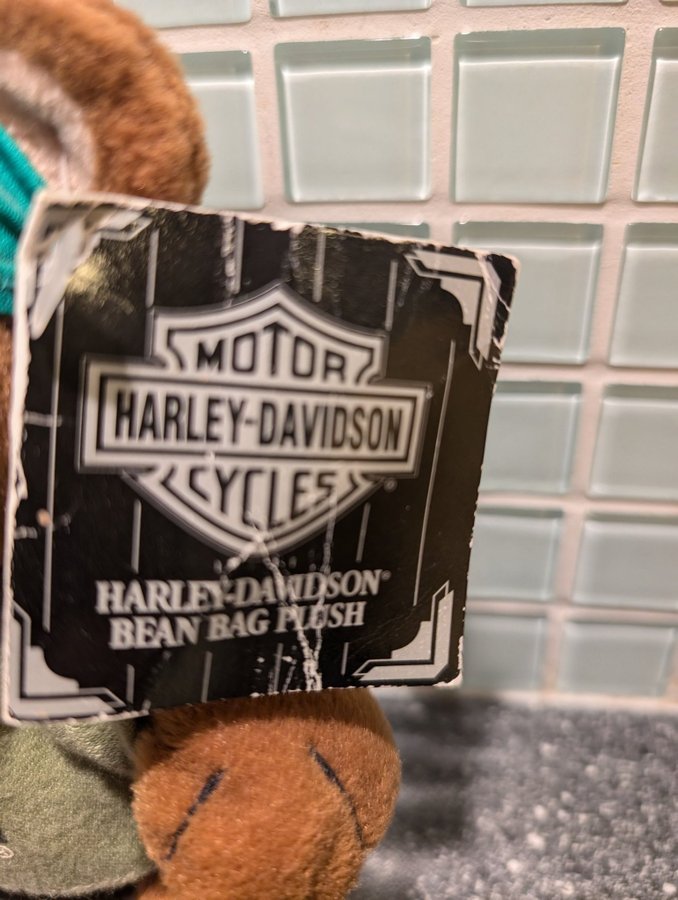 MOTOR
HARLEY-DAVIDSON
CYCLES
HARLEY-DAVIDSON®
BEAN BAG PLUSH